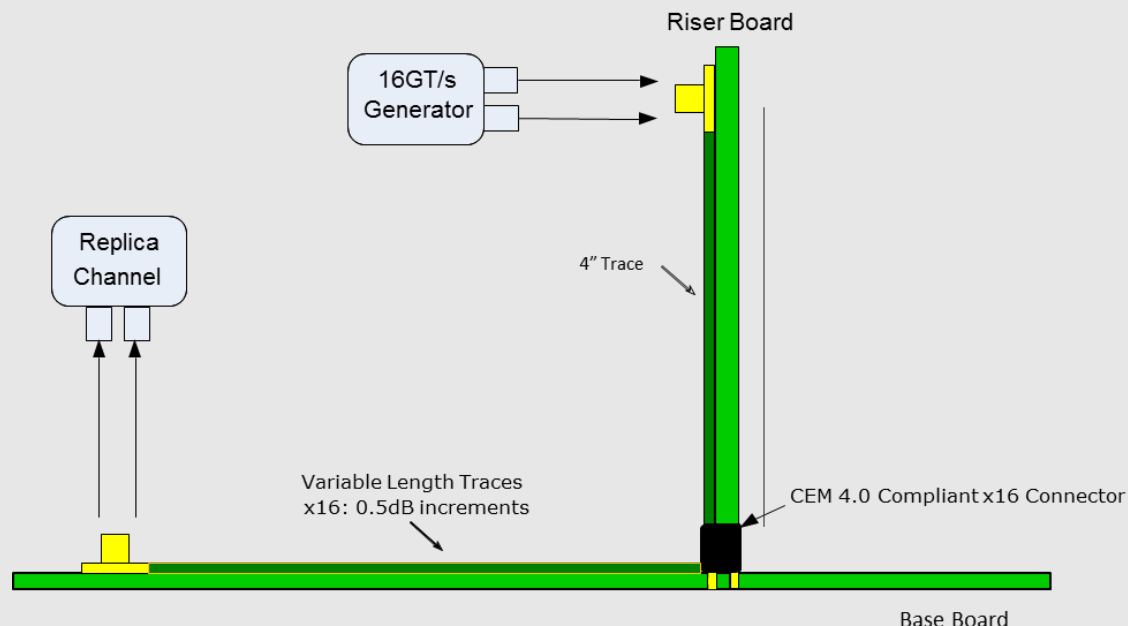 Riser Board
16GT/s
Generator
Replica
Channel
4” Trace
Variable Length Traces
x16: 0.5dB increments
CEM 4.0 Compliant x16 Connector
Base Board